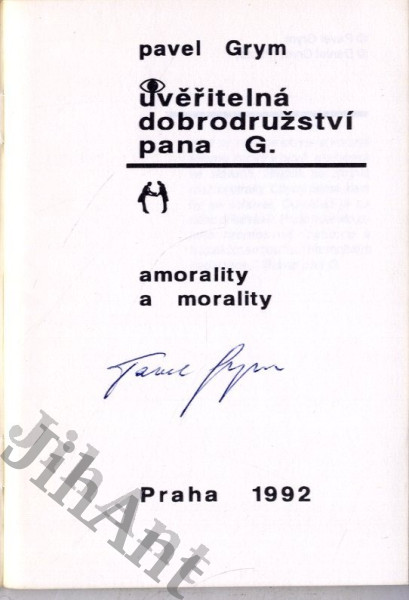 pavel Grym
uvěřitelná
dobrodružství
pana G.
amorality
a morality
Pavel Grym
Praha 1992
JihAnt